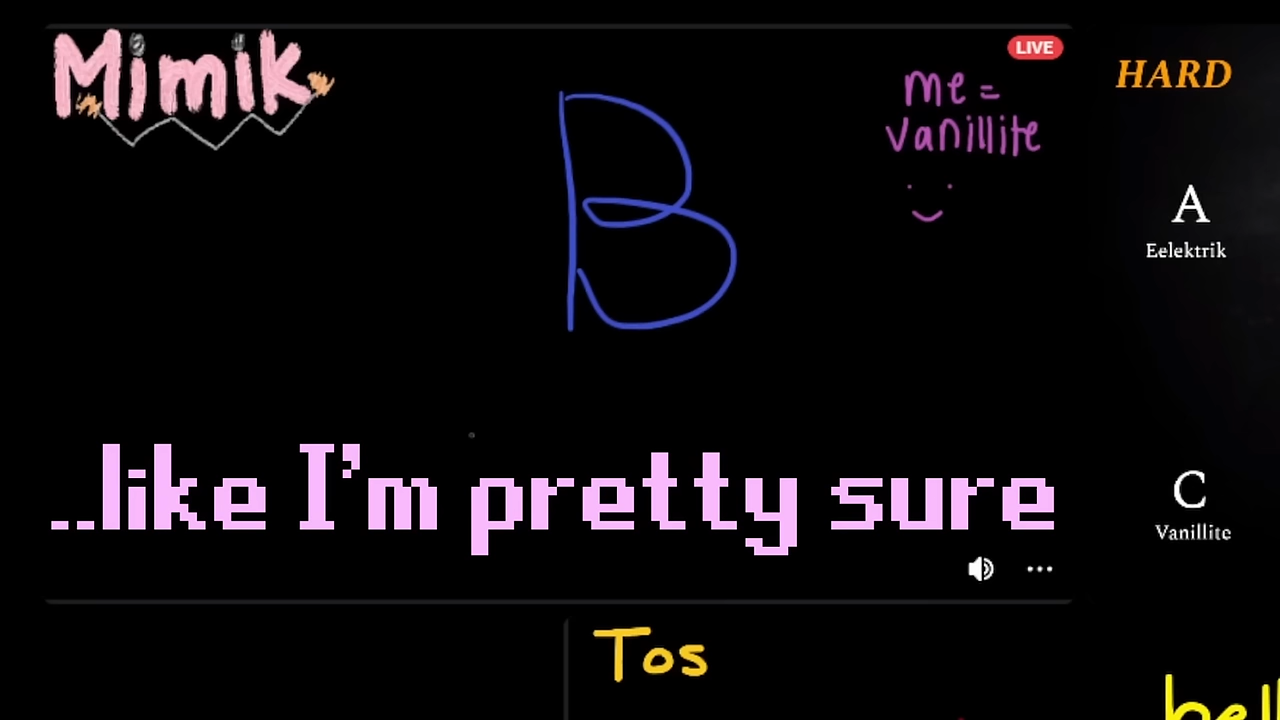 Mimik
LIVE
me =
vanillite
B
HARD
A
Eelektrik
..like I'm pretty sure
C
Vanillite
Tos